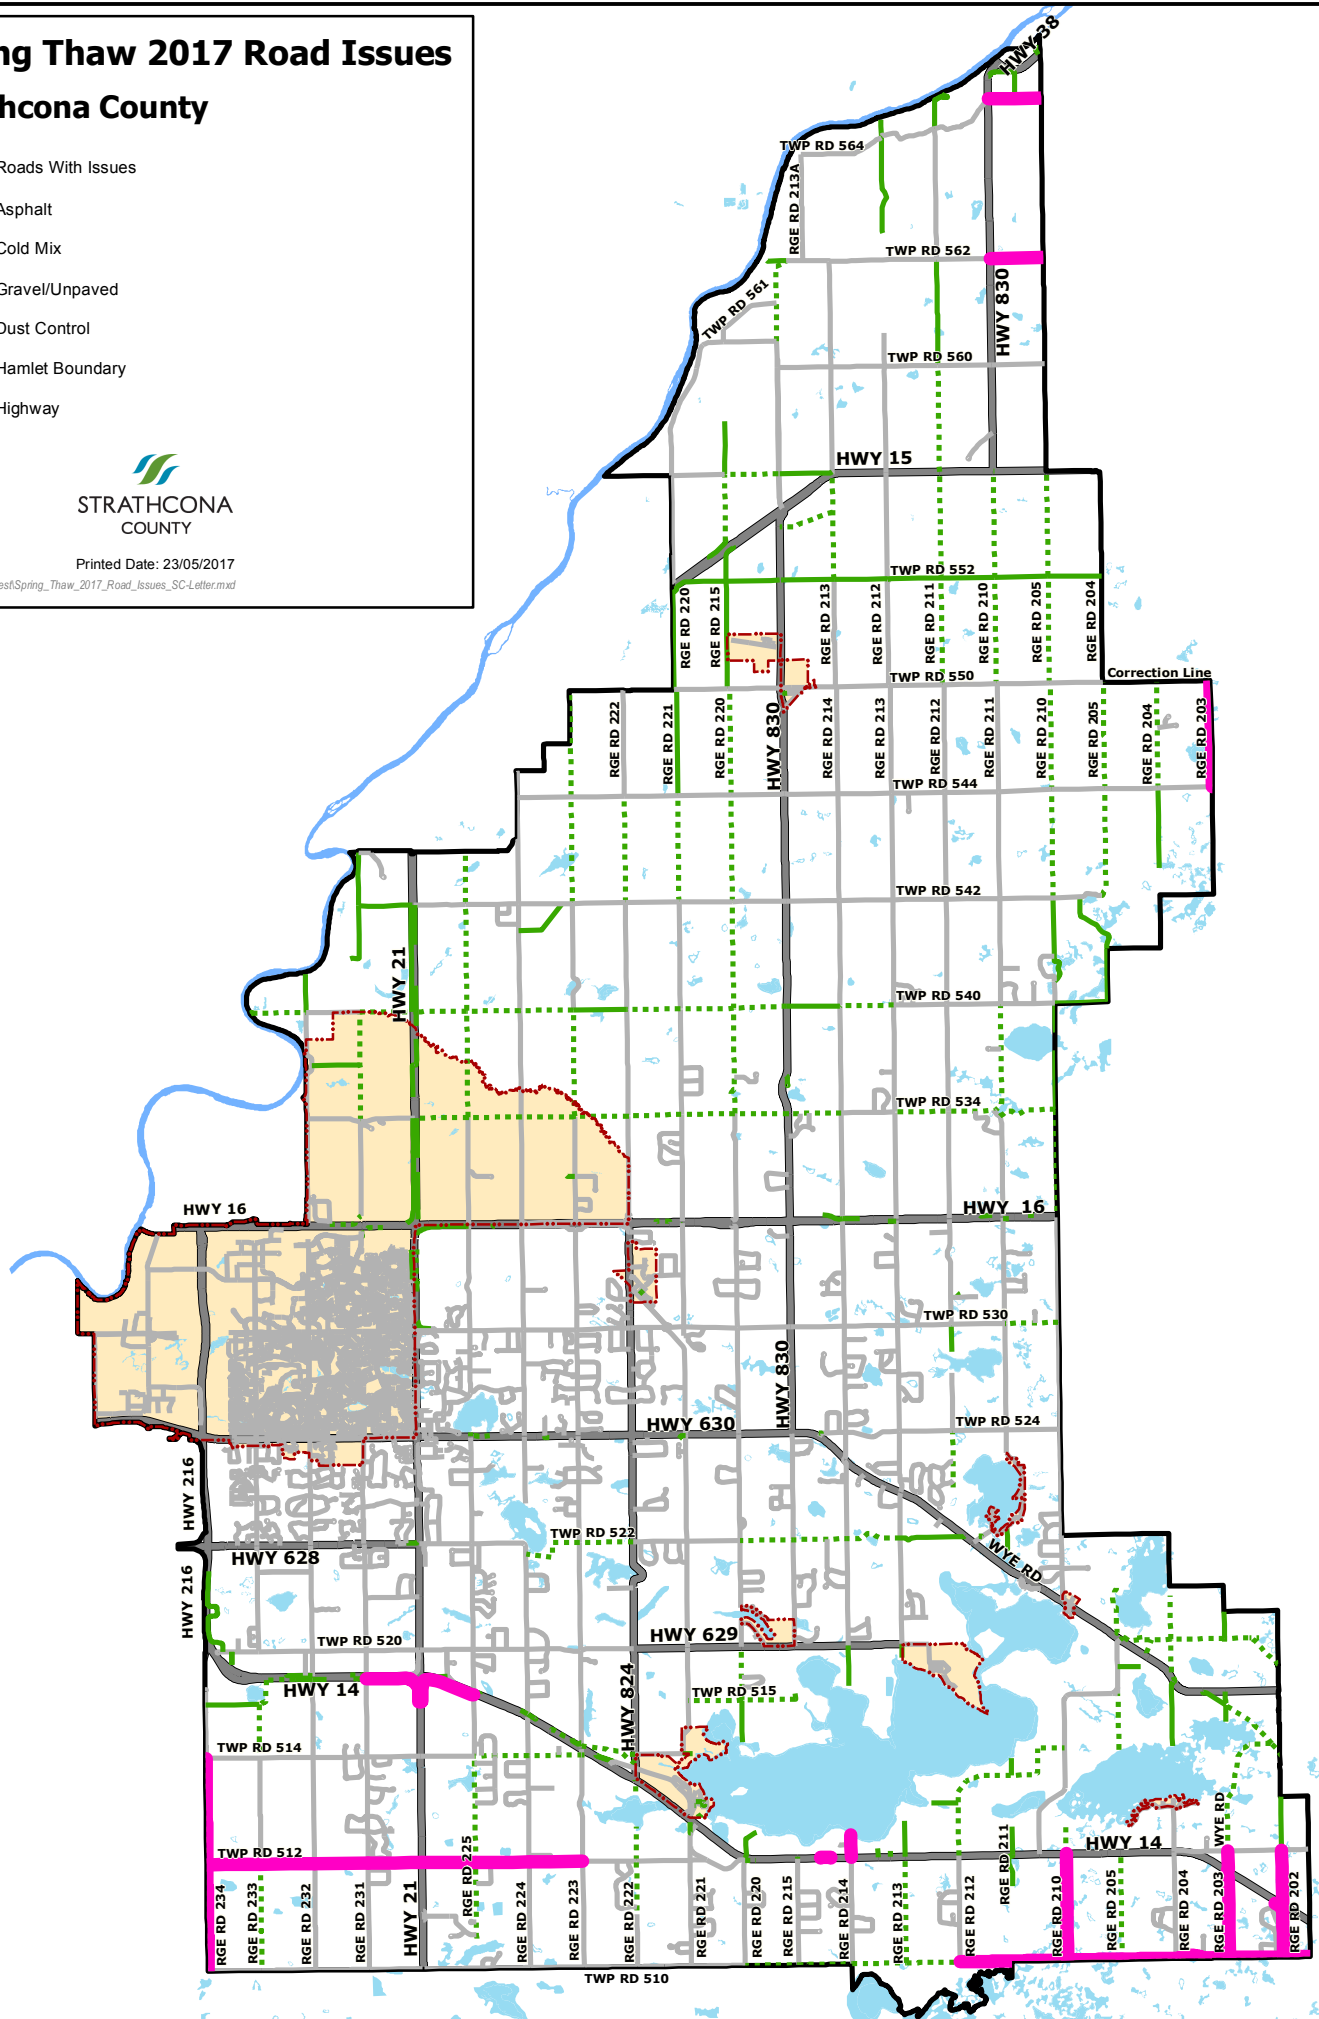 ng Thaw 2017 Road Issues
hcona County
Roads With Issues
Asphalt
Cold Mix
Gravel/Unpaved
Dust Control
Hamlet Boundary
Highway
STRATHCONA
COUNTY
Printed Date: 23/05/2017
est\Spring_Thaw_2017_Road_Issues_SC-Letter.mxd
HWY 38
TWP RD 564
RGE RD 213A
TWP RD 562
TWP RD 561
HWY 830
TWP RD 560
HWY 15
TWP RD 552
RGE RD 220
RGE RD 215
RGE RD 213
RGE RD 212
RGE RD 211
RGE RD 210
RGE RD 205
RGE RD 204
TWP RD 550
Correction Line
RGE RD 222
RGE RD 221
RGE RD 220
HWY 830
RGE RD 214
RGE RD 213
RGE RD 212
RGE RD 211
RGE RD 210
RGE RD 205
RGE RD 204
RGE RD 203
TWP RD 544
TWP RD 542
HWY 21
TWP RD 540
TWP RD 534
HWY 16
HWY 16
TWP RD 530
HWY 830
HWY 630
TWP RD 524
HWY 216
TWP RD 522
HWY 628
WYE RD
HWY 216
TWP RD 520
HWY 629
HWY 14
HWY 824
TWP RD 515
TWP RD 514
WYE RD
HWY 14
TWP RD 512
RGE RD 234
RGE RD 233
RGE RD 232
RGE RD 231
HWY 21
RGE RD 225
RGE RD 224
RGE RD 223
RGE RD 222
RGE RD 221
RGE RD 220
RGE RD 215
RGE RD 214
RGE RD 213
RGE RD 212
RGE RD 211
RGE RD 210
RGE RD 205
RGE RD 204
RGE RD 203
RGE RD 202
TWP RD 510